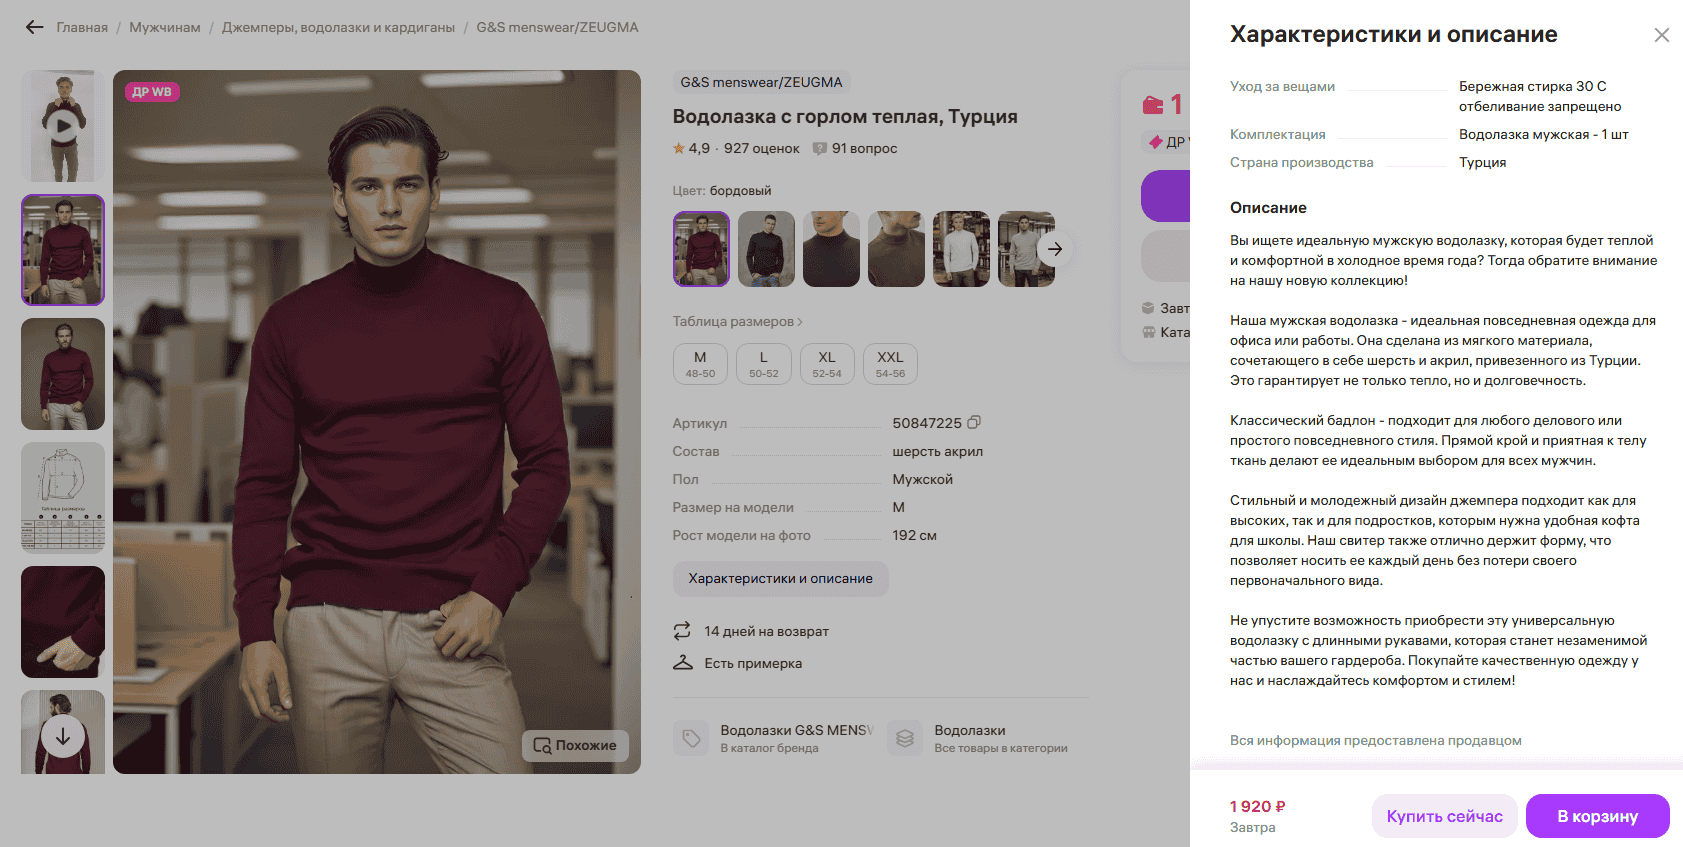 Главная / Мужчинам / Джемперы, водолазки и кардиганы / G&S menswear/ZEUGMA
ДР WB
Таблица размеров
Похожие
G&S menswear/ZEUGMA
Водолазка с горлом теплая, Турция
4,9 · 927 оценок 91 вопрос
Цвет: бордовый
Таблица размеров
M L XL XXL
48-50 50-52 52-54 54-56
Артикул 50847225
Состав шерсть акрил
Пол Мужской
Размер на модели M
Рост модели на фото 192 см
Характеристики и описание
14 дней на возврат
Есть примерка
Водолазки G&S MENSW
В каталог бренда
Водолазки
Все товары в категории
1
ДР
Завт
Ката
Характеристики и описание
Уход за вещами Бережная стирка 30 С
отбеливание запрещено
Комплектация Водолазка мужская - 1 шт
Страна производства Турция
Описание
Вы ищете идеальную мужскую водолазку, которая будет теплой
и комфортной в холодное время года? Тогда обратите внимание
на нашу новую коллекцию!
Наша мужская водолазка - идеальная повседневная одежда для
офиса или работы. Она сделана из мягкого материала,
сочетающего в себе шерсть и акрил, привезенного из Турции.
Это гарантирует не только тепло, но и долговечность.
Классический бадлон - подходит для любого делового или
простого повседневного стиля. Прямой крой и приятная к телу
ткань делают ее идеальным выбором для всех мужчин.
Стильный и молодежный дизайн джемпера подходит как для
высоких, так и для подростков, которым нужна удобная кофта
для школы. Наш свитер также отлично держит форму, что
позволяет носить ее каждый день без потери своего
первоначального вида.
Не упустите возможность приобрести эту универсальную
водолазку с длинными рукавами, которая станет незаменимой
частью вашего гардероба. Покупайте качественную одежду у
нас и наслаждайтесь комфортом и стилем!
Вся информация предоставлена продавцом
1 920 ₽
Завтра
Купить сейчас
В корзину